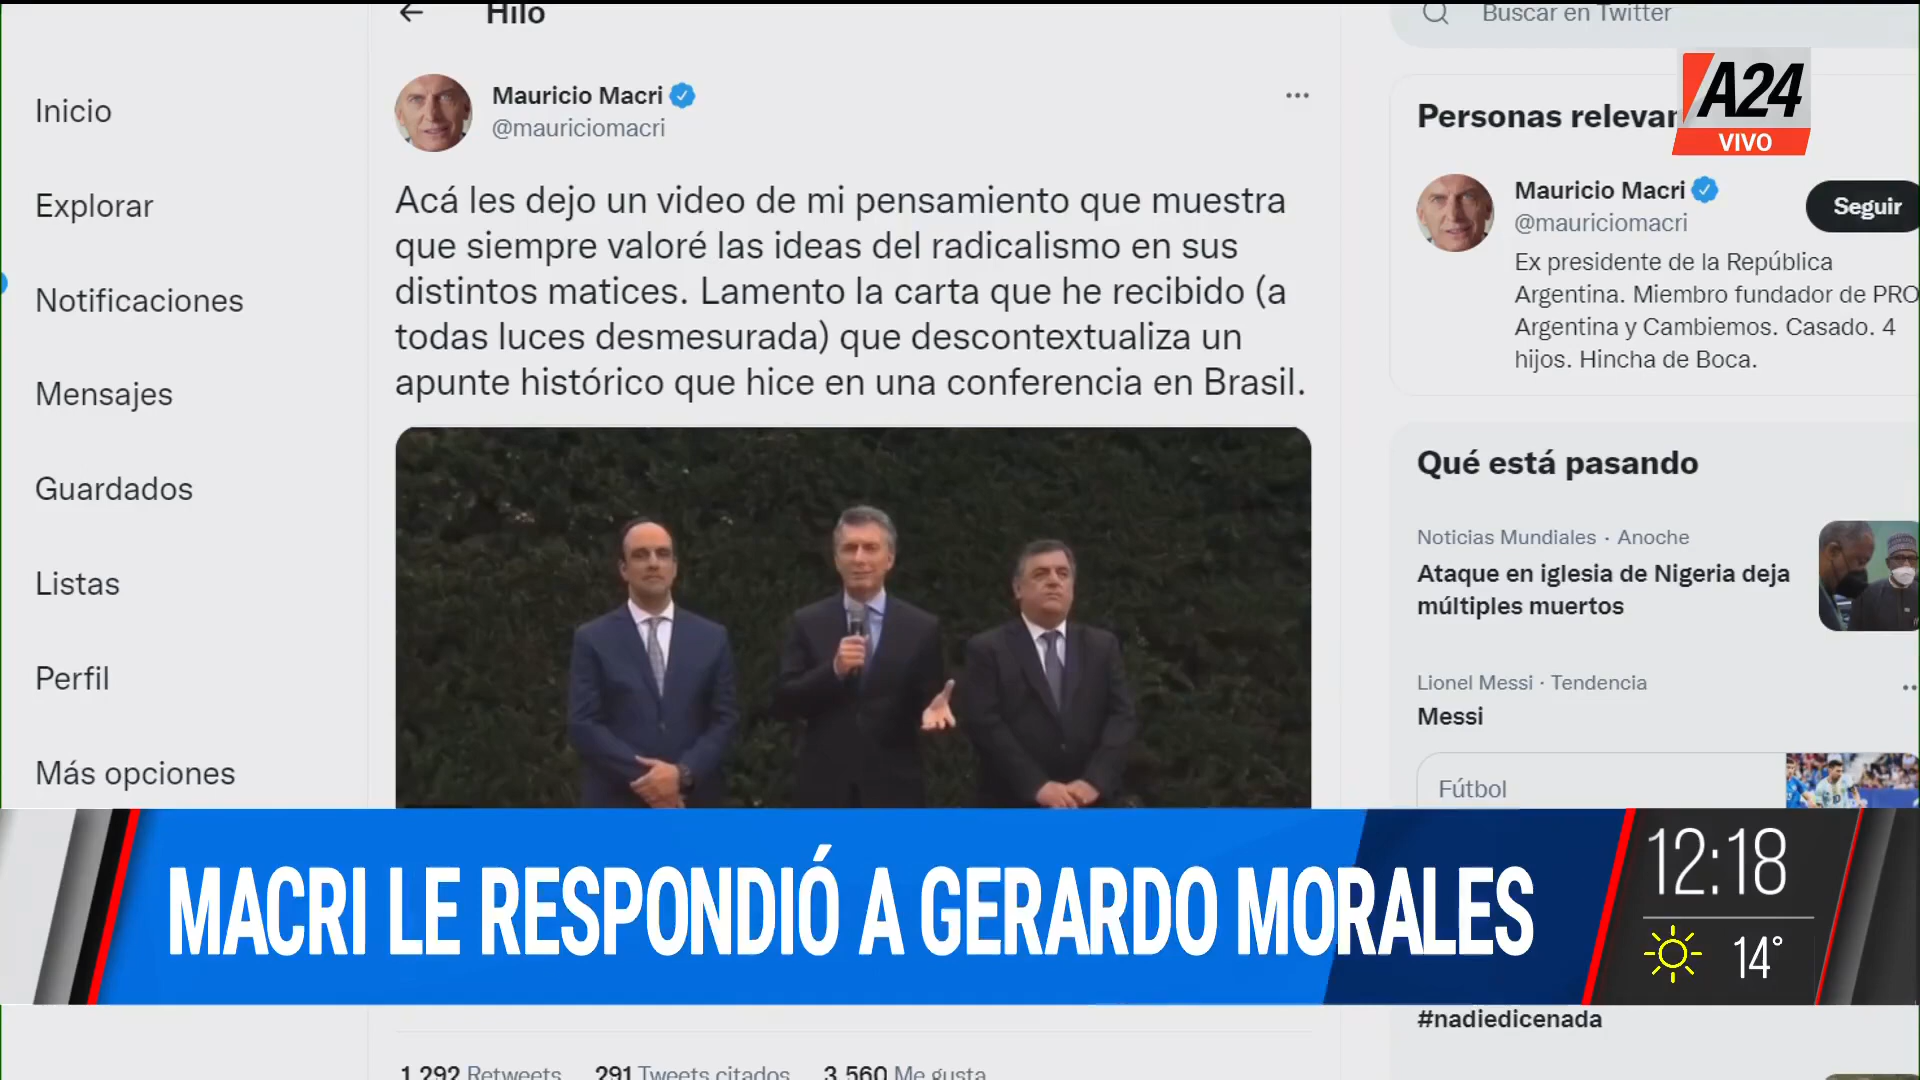 Hilo
Buscar en Twitter
Inicio
Explorar
Notificaciones
Mensajes
Guardados
Listas
Perfil
Más opciones
Mauricio Macri
@mauriciomacri
Acá les dejo un video de mi pensamiento que muestra
que siempre valoré las ideas del radicalismo en sus
distintos matices. Lamento la carta que he recibido (a
todas luces desmesurada) que descontextualiza un
apunte histórico que hice en una conferencia en Brasil.
1.292 Retweets 291 Tweets citados 3.560 Me gusta
A24
VIVO
Personas relevan
Mauricio Macri
@mauriciomacri
Seguir
Ex presidente de la República
Argentina. Miembro fundador de PRO
Argentina y Cambiemos. Casado. 4
hijos. Hincha de Boca.
Qué está pasando
Noticias Mundiales · Anoche
Ataque en iglesia de Nigeria deja
múltiples muertos
Lionel Messi · Tendencia
Messi
Fútbol
#nadiedicenada
MACRI LE RESPONDIÓ A GERARDO MORALES
12:18
14°